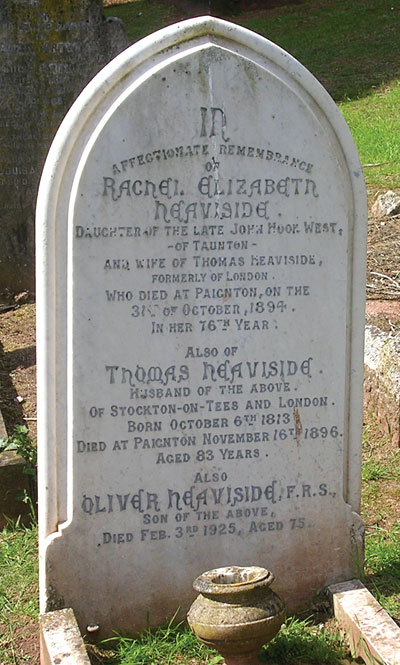 IN
AFFECTIONATE REMEMBRANCE
OF
RACHEL ELIZABETH
HEAVISIDE.
DAUGHTER OF THE LATE JOHN HOOK WEST,
-OF TAUNTON-
AND WIFE OF THOMAS HEAVISIDE,
FORMERLY OF LONDON.
WHO DIED AT PAIGNTON, ON THE
31ST OF OCTOBER, 1894.
IN HER 76TH YEAR.
ALSO OF
THOMAS HEAVISIDE.
HUSBAND OF THE ABOVE.
OF STOCKTON-ON-TEES AND LONDON.
BORN OCTOBER 6TH 1813
DIED AT PAIGNTON NOVEMBER 16TH 1896.
AGED 83 YEARS.
ALSO
OLIVER HEAVISIDE, F.R.S.,
SON OF THE ABOVE,
DIED FEB. 3RD 1925, AGED 75.